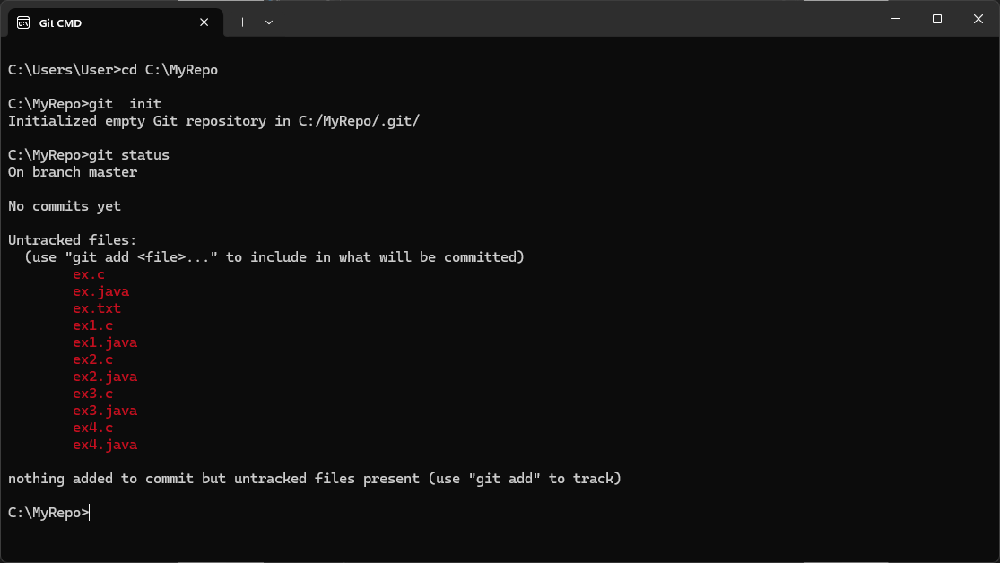 Git CMD
C:\Users\User>cd C:\MyRepo
C:\MyRepo>git  init
Initialized empty Git repository in C:/MyRepo/.git/
C:\MyRepo>git status
On branch master
No commits yet
Untracked files:
  (use "git add <file>..." to include in what will be committed)
        ex.c
        ex.java
        ex.txt
        ex1.c
        ex1.java
        ex2.c
        ex2.java
        ex3.c
        ex3.java
        ex4.c
        ex4.java
nothing added to commit but untracked files present (use "git add" to track)
C:\MyRepo>